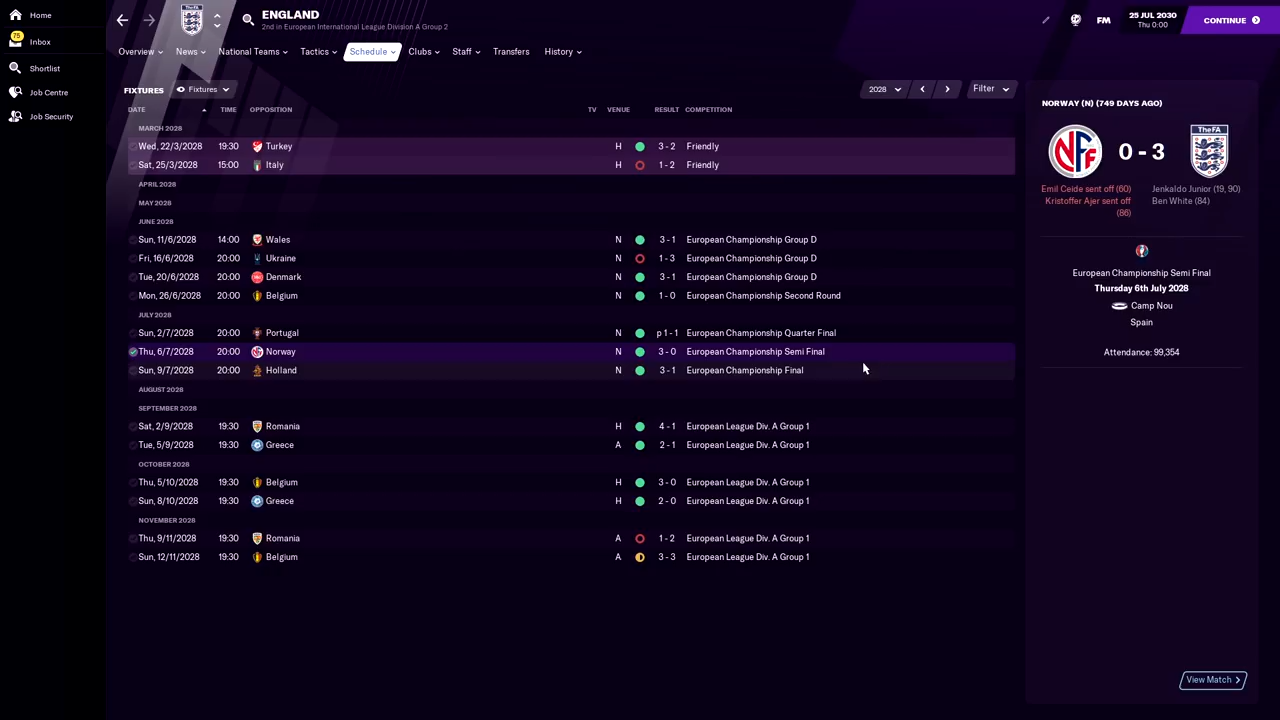 Home
75
Inbox
Shortlist
Job Centre
Job Security
ENGLAND
2nd in European International League Division A Group 2
FM
25 JUL 2030
Thu 0:00
CONTINUE
Overview News National Teams Tactics Schedule Clubs Staff Transfers History
FIXTURES Fixtures 2028 Filter
DATE TIME OPPOSITION TV VENUE RESULT COMPETITION
MARCH 2028
Wed, 22/3/2028 19:30 Turkey H 3 - 2 Friendly
Sat, 25/3/2028 15:00 Italy H 1 - 2 Friendly
APRIL 2028
MAY 2028
JUNE 2028
Sun, 11/6/2028 14:00 Wales N 3 - 1 European Championship Group D
Fri, 16/6/2028 20:00 Ukraine N 1 - 3 European Championship Group D
Tue, 20/6/2028 20:00 Denmark N 3 - 1 European Championship Group D
Mon, 26/6/2028 20:00 Belgium N 1 - 0 European Championship Second Round
JULY 2028
Sun, 2/7/2028 20:00 Portugal N p 1 - 1 European Championship Quarter Final
Thu, 6/7/2028 20:00 Norway N 3 - 0 European Championship Semi Final
Sun, 9/7/2028 20:00 Holland N 3 - 1 European Championship Final
AUGUST 2028
SEPTEMBER 2028
Sat, 2/9/2028 19:30 Romania H 4 - 1 European League Div. A Group 1
Tue, 5/9/2028 19:30 Greece A 2 - 1 European League Div. A Group 1
OCTOBER 2028
Thu, 5/10/2028 19:30 Belgium H 3 - 0 European League Div. A Group 1
Sun, 8/10/2028 19:30 Greece H 2 - 0 European League Div. A Group 1
NOVEMBER 2028
Thu, 9/11/2028 19:30 Romania A 1 - 2 European League Div. A Group 1
Sun, 12/11/2028 19:30 Belgium A 3 - 3 European League Div. A Group 1
NORWAY (N) (749 DAYS AGO)
NFF
0 - 3
The FA
Emil Ceide sent off (60)
Kristoffer Ajer sent off
(86)
Jenkaldo Junior (19, 90)
Ben White (84)
European Championship Semi Final
Thursday 6th July 2028
Camp Nou
Spain
Attendance: 99,354
View Match